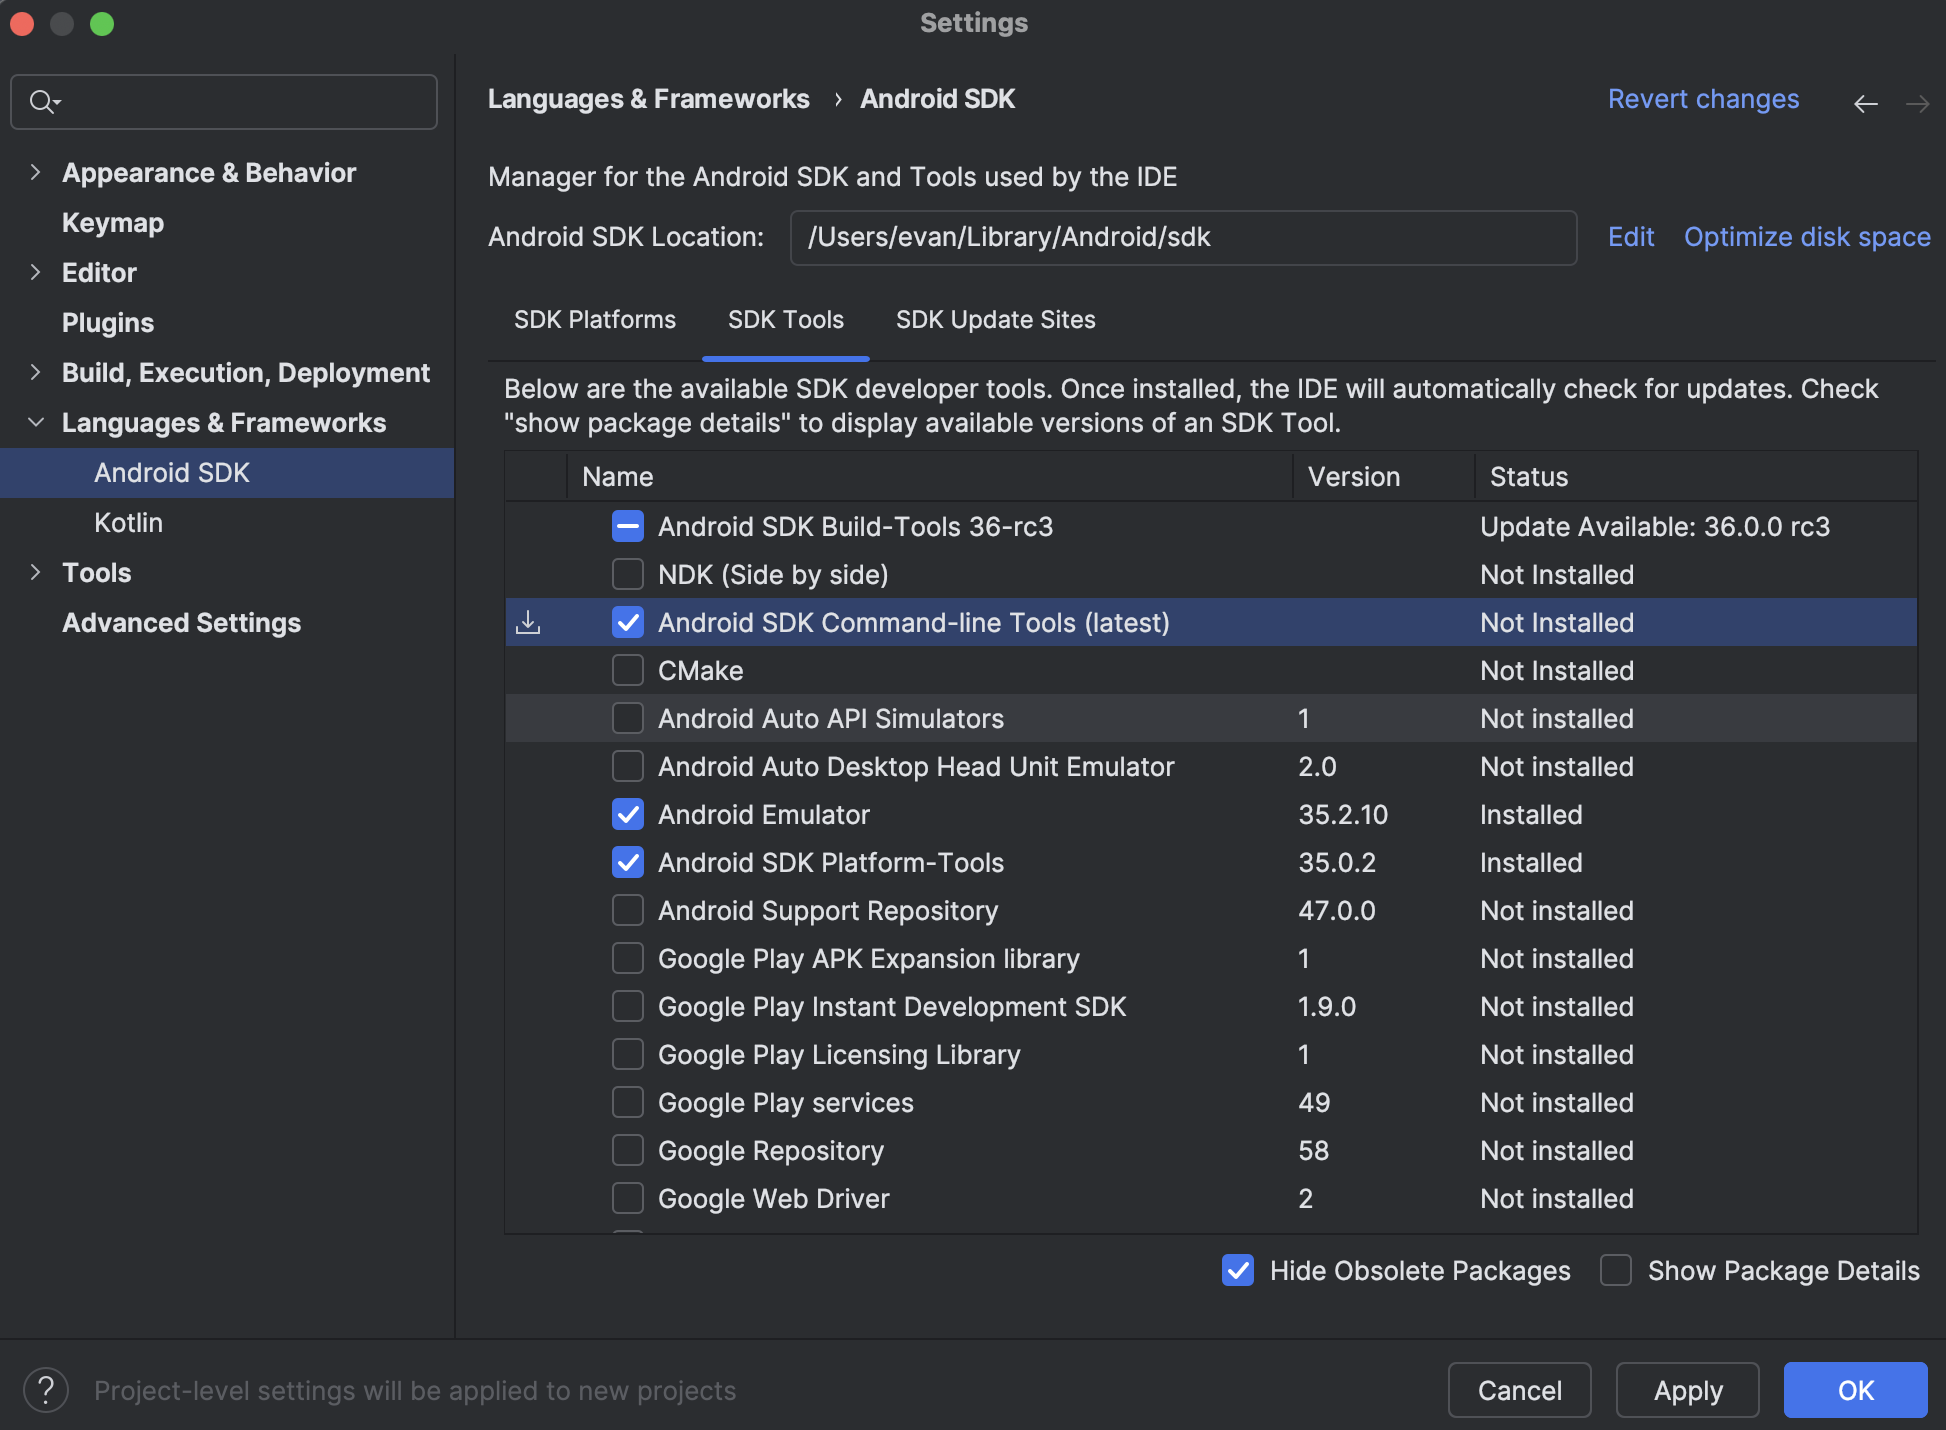 Settings
Languages & Frameworks › Android SDK
Revert changes
Appearance & Behavior
Keymap
Editor
Plugins
Build, Execution, Deployment
Languages & Frameworks
Android SDK
Kotlin
Tools
Advanced Settings
Manager for the Android SDK and Tools used by the IDE
Android SDK Location: /Users/evan/Library/Android/sdk Edit Optimize disk space
SDK Platforms SDK Tools SDK Update Sites
Below are the available SDK developer tools. Once installed, the IDE will automatically check for updates. Check
"show package details" to display available versions of an SDK Tool.
Name Version Status
Android SDK Build-Tools 36-rc3 Update Available: 36.0.0 rc3
NDK (Side by side) Not Installed
Android SDK Command-line Tools (latest) Not Installed
CMake Not Installed
Android Auto API Simulators 1 Not installed
Android Auto Desktop Head Unit Emulator 2.0 Not installed
Android Emulator 35.2.10 Installed
Android SDK Platform-Tools 35.0.2 Installed
Android Support Repository 47.0.0 Not installed
Google Play APK Expansion library 1 Not installed
Google Play Instant Development SDK 1.9.0 Not installed
Google Play Licensing Library 1 Not installed
Google Play services 49 Not installed
Google Repository 58 Not installed
Google Web Driver 2 Not installed
Hide Obsolete Packages Show Package Details
? Project-level settings will be applied to new projects
Cancel Apply OK